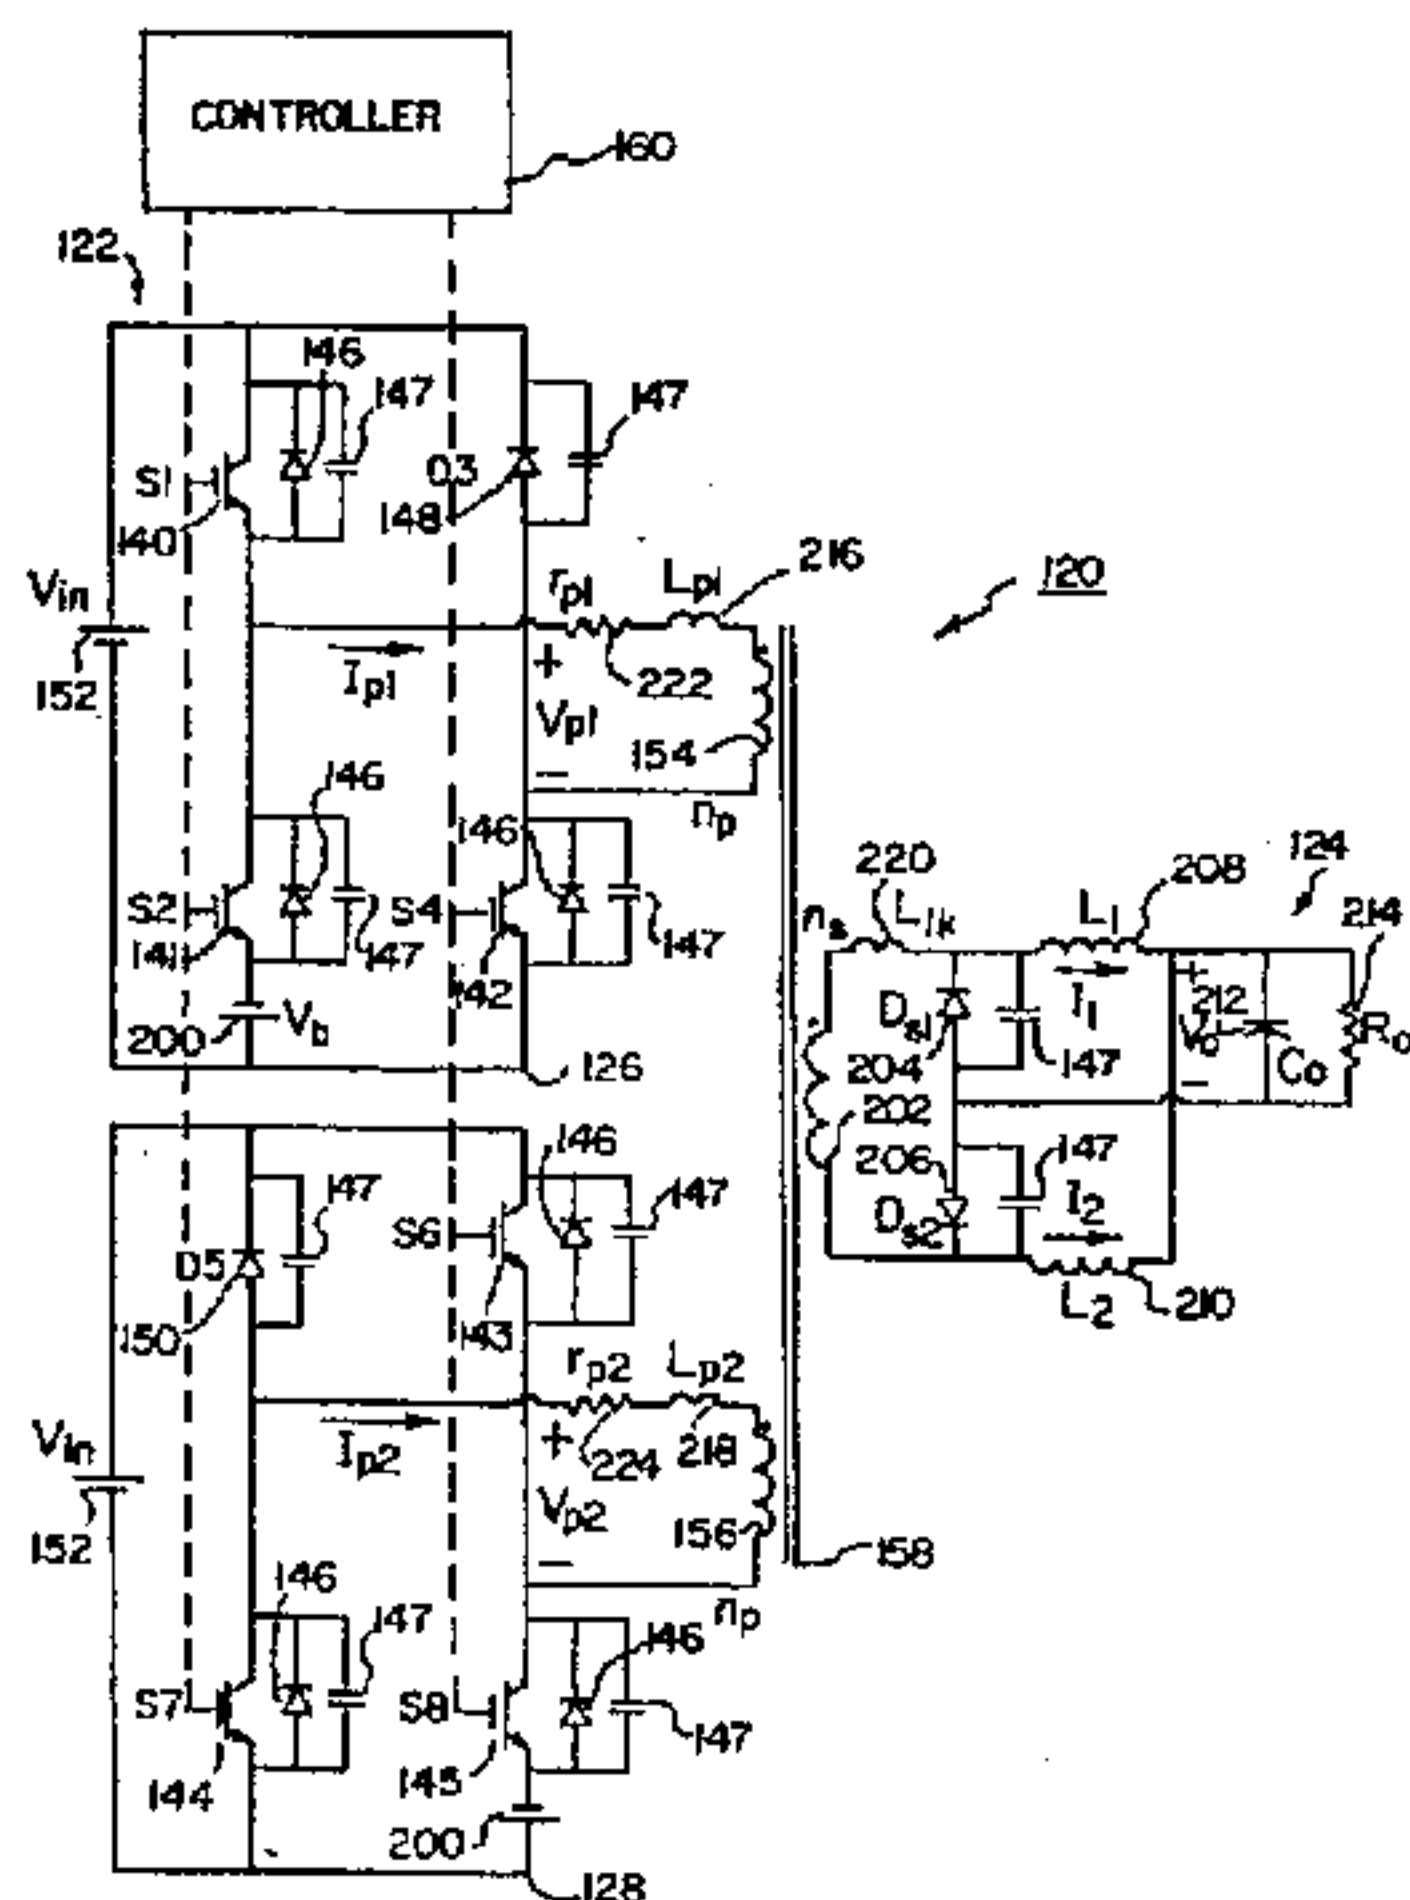 CONTROLLER
160
122
146
147
147
S1
D3
140
148
Vin
216
rp1
Lp1
120
152
Ip1
+
222
Vp1
154
146
−
np
146
220
208
124
S2
S4
ns
Llk
L1
214
141
147
142
147
+
200
Vb
Ds1
I1
212
Vo
Ro
126
204
147
−
Co
202
146
206
147
147
147
S6
Ds2
I2
D5
150
143
L2
210
rp2
Lp2
Vin
+
Ip2
224
218
152
Vp2
156
146
−
158
147
np
146
S7
S8
147
144
145
200
128